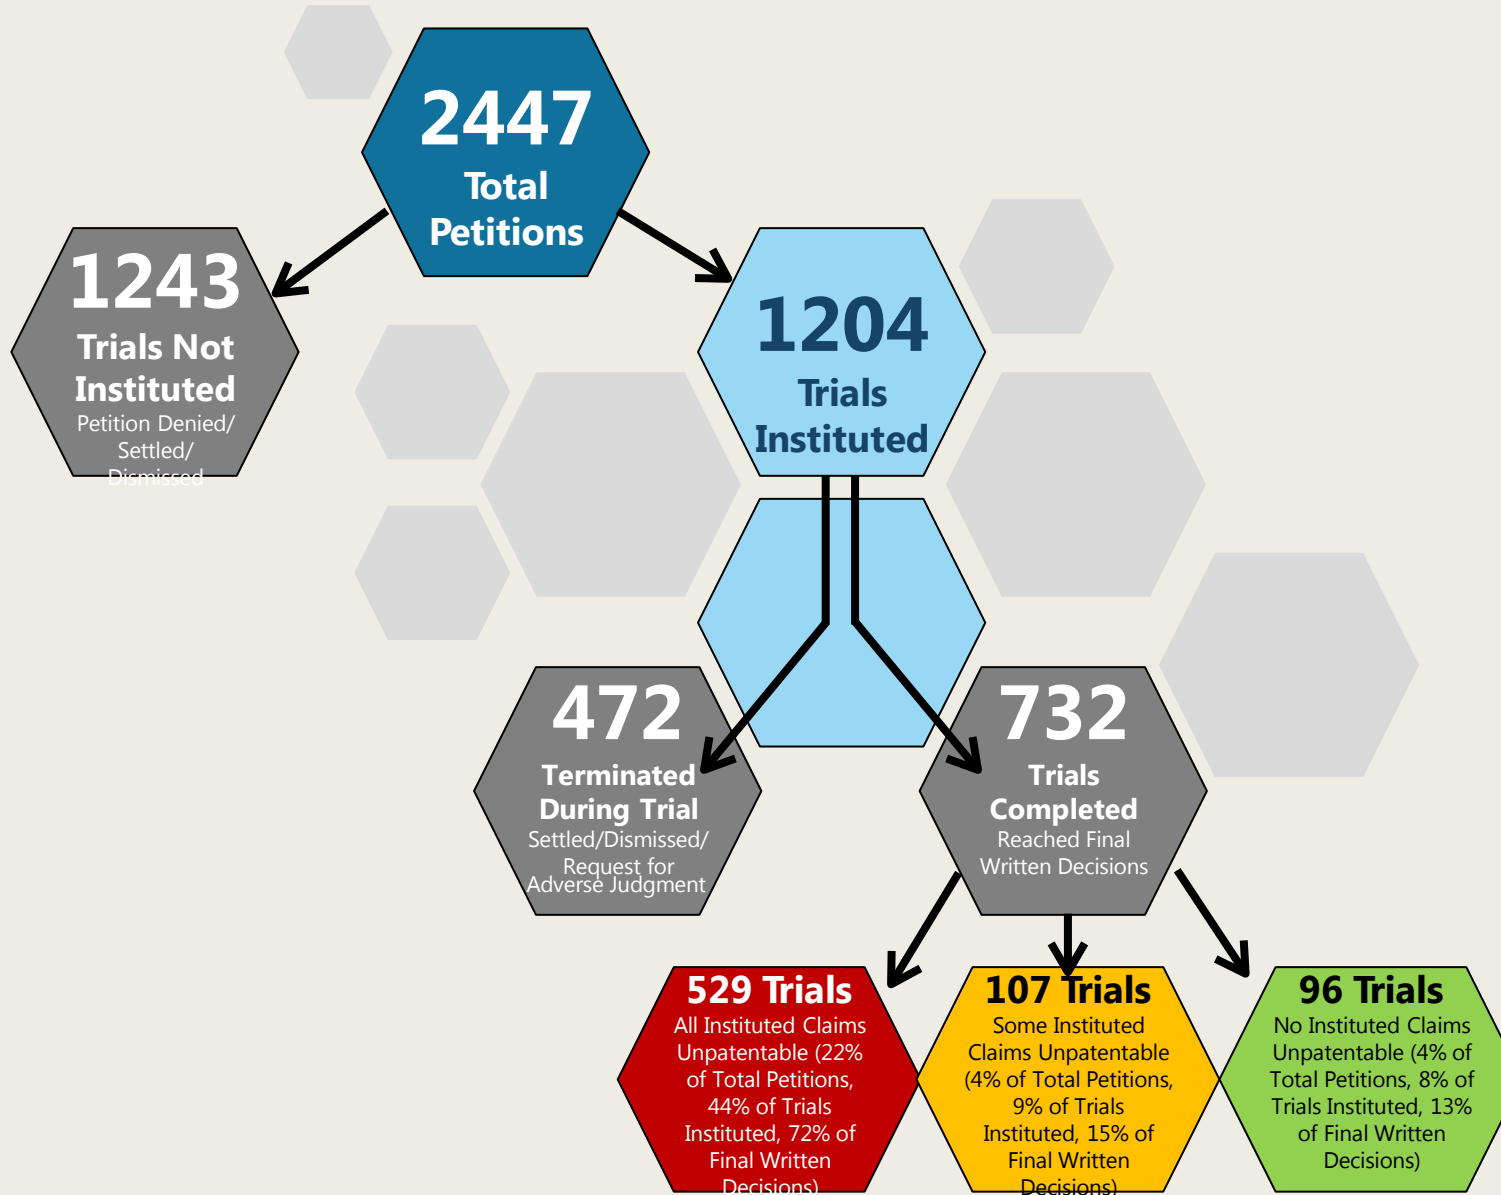 2447
Total
Petitions
1243
Trials Not
Instituted
Petition Denied/
Settled/
Dismissed
1204
Trials
Instituted
472
Terminated
During Trial
Settled/Dismissed/
Request for
Adverse Judgment
732
Trials
Completed
Reached Final
Written Decisions
529 Trials
All Instituted Claims
Unpatentable (22%
of Total Petitions,
44% of Trials
Instituted, 72% of
Final Written
Decisions)
107 Trials
Some Instituted
Claims Unpatentable
(4% of Total Petitions,
9% of Trials
Instituted, 15% of
Final Written
Decisions)
96 Trials
No Instituted Claims
Unpatentable (4% of
Total Petitions, 8% of
Trials Instituted, 13%
of Final Written
Decisions)